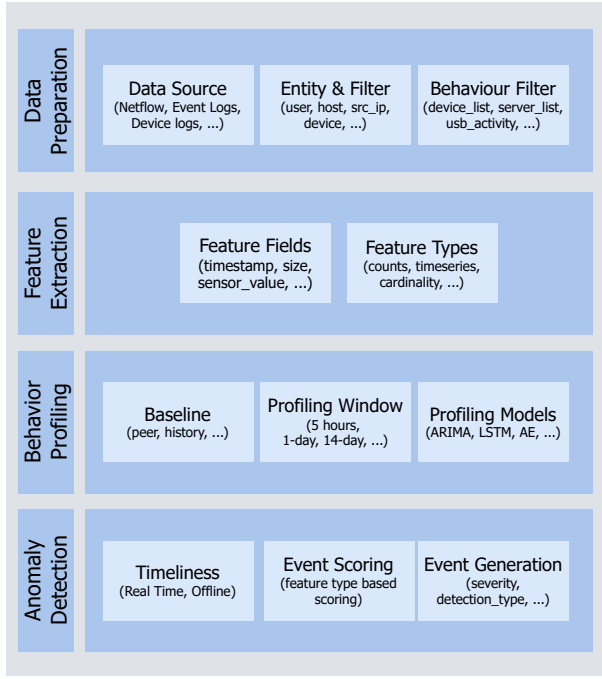 Data
Preparation
Data Source
(Netflow, Event Logs,
Device logs, ...)
Entity & Filter
(user, host, src_ip,
device, ...)
Behaviour Filter
(device_list, server_list,
usb_activity, ...)
Feature
Extraction
Feature Fields
(timestamp, size,
sensor_value, ...)
Feature Types
(counts, timeseries,
cardinality, ...)
Behavior
Profiling
Baseline
(peer, history, ...)
Profiling Window
(5 hours,
1-day, 14-day, ...)
Profiling Models
(ARIMA, LSTM, AE, ...)
Anomaly
Detection
Timeliness
(Real Time, Offline)
Event Scoring
(feature type based
scoring)
Event Generation
(severity,
detection_type, ...)